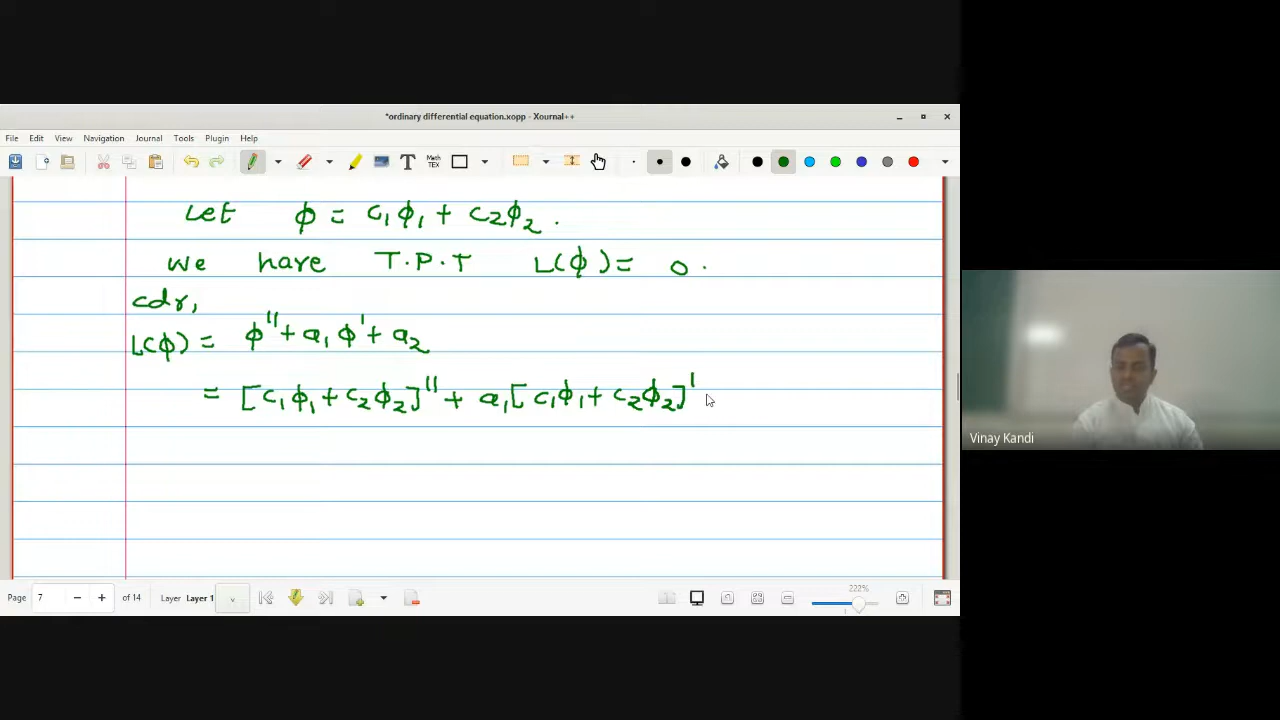 *ordinary differential equation.xopp - Xournal++
File Edit View Navigation Journal Tools Plugin Help
Let ϕ = c₁ϕ₁ + c₂ϕ₂ .
We have T.P.T L(ϕ) = 0 .
cdr,
L(ϕ) = ϕ'' + a₁ϕ' + a₂
= [c₁ϕ₁ + c₂ϕ₂]'' + a₁[c₁ϕ₁ + c₂ϕ₂]'
Vinay Kandi
Page 7 of 14 Layer Layer 1 222%